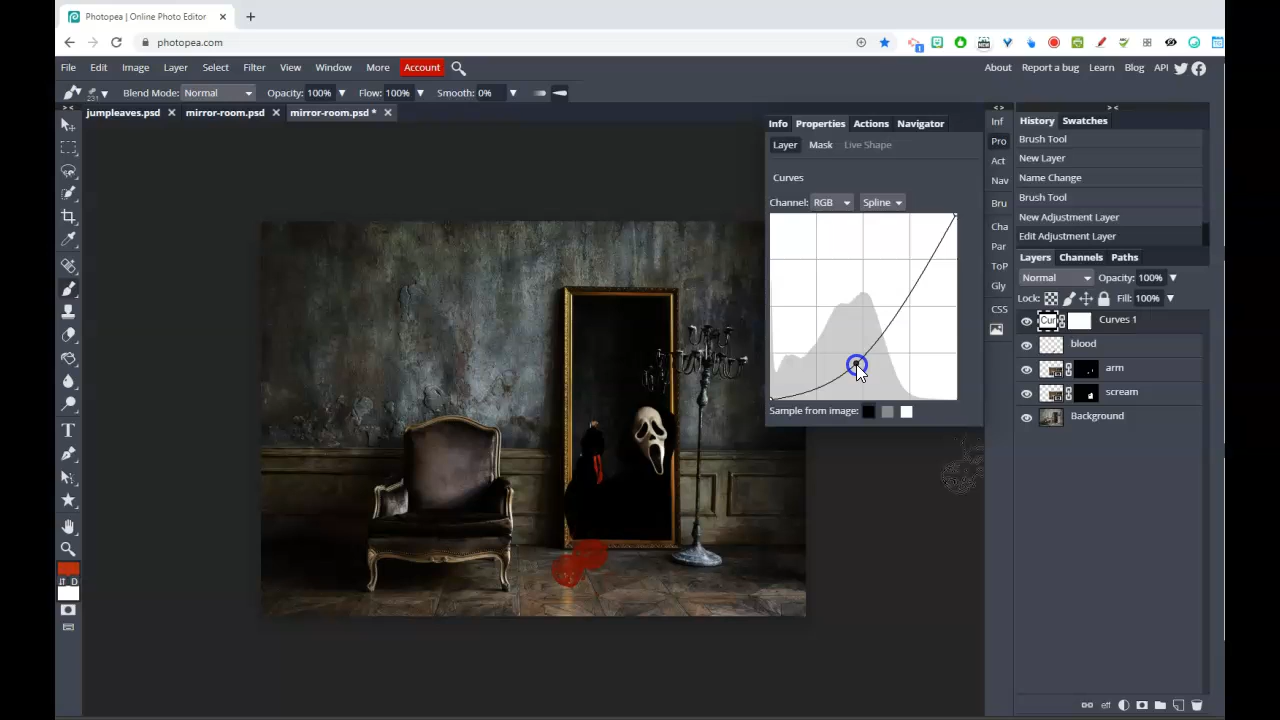 Photopea | Online Photo Editor
photopea.com
File Edit Image Layer Select Filter View Window More Account About Report a bug Learn Blog API
231 Blend Mode: Normal Opacity: 100% Flow: 100% Smooth: 0%
jumpleaves.psd mirror-room.psd mirror-room.psd *
Info Properties Actions Navigator
Layer Mask Live Shape
Curves
Channel: RGB Spline
Sample from image:
Inf
Pro
Act
Nav
Bru
Cha
Par
ToP
Gly
CSS
History Swatches
Brush Tool
New Layer
Name Change
Brush Tool
New Adjustment Layer
Edit Adjustment Layer
Layers Channels Paths
Normal Opacity: 100%
Lock: Fill: 100%
Cur Curves 1
blood
arm
scream
Background
D
eff